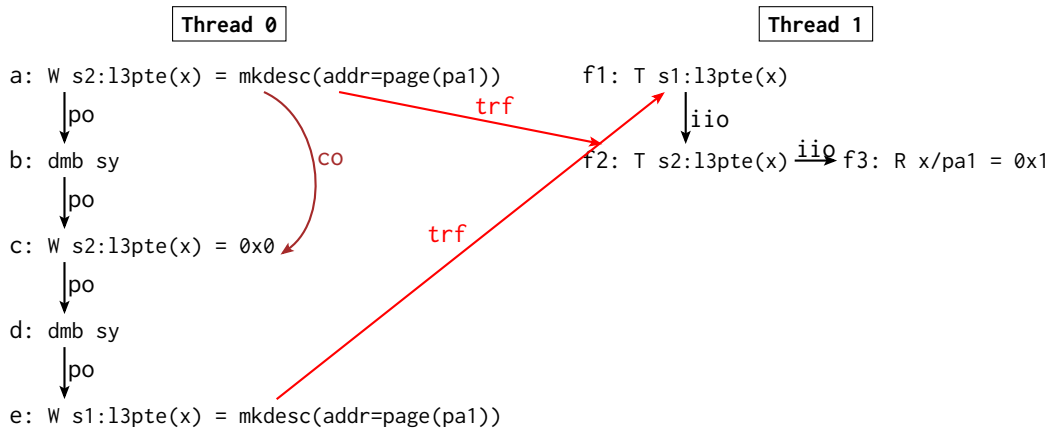 Thread 0
a: W s2:l3pte(x) = mkdesc(addr=page(pa1))
po
b: dmb sy
po
c: W s2:l3pte(x) = 0x0
po
d: dmb sy
po
e: W s1:l3pte(x) = mkdesc(addr=page(pa1))
co
trf
trf
Thread 1
f1: T s1:l3pte(x)
iio
f2: T s2:l3pte(x)
iio
f3: R x/pa1 = 0x1